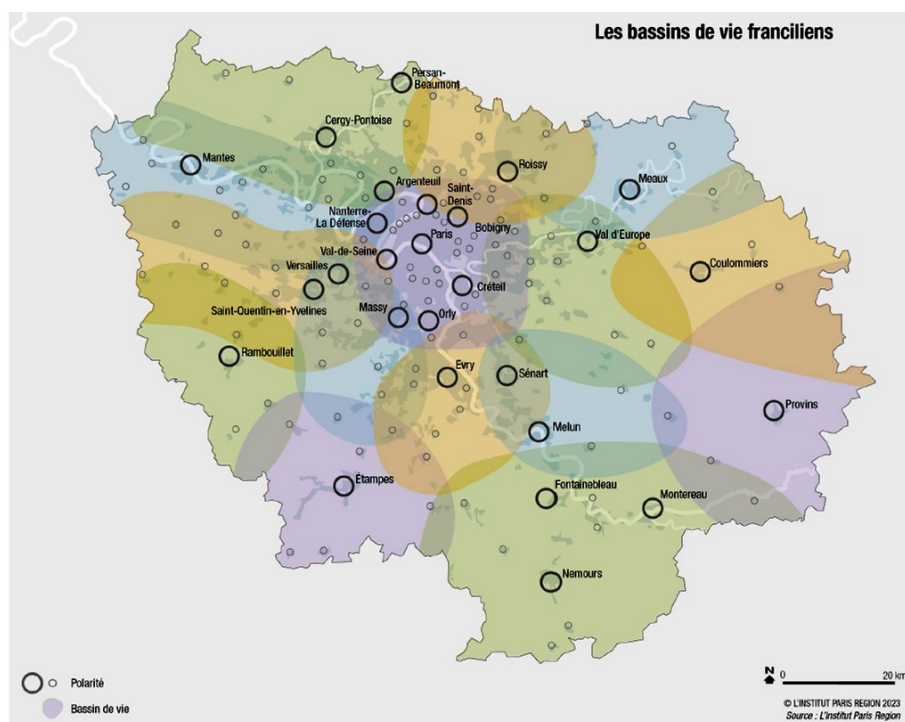 Les bassins de vie franciliens
Persan-
Beaumont
Cergy-Pontoise
Mantes
Roissy
Argenteuil
Saint-
Denis
Meaux
Nanterre-
La Défense
Bobigny
Paris
Val d'Europe
Val-de-Seine
Versailles
Coulommiers
Créteil
Saint-Quentin-en-Yvelines
Massy
Orly
Rambouillet
Evry
Sénart
Provins
Melun
Étampes
Fontainebleau
Montereau
Nemours
Polarité
Bassin de vie
N
0
20 km
© L'INSTITUT PARIS REGION 2023
Source : L'Institut Paris Region